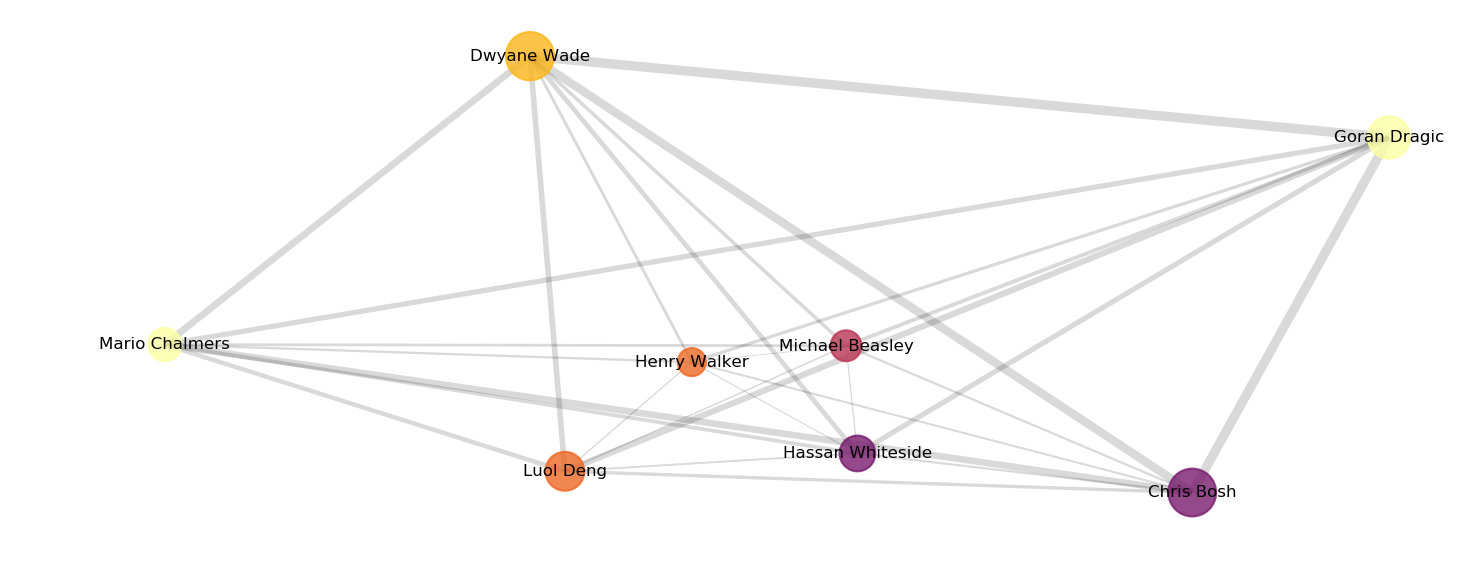 Dwyane Wade
Goran Dragic
Mario Chalmers
Michael Beasley
Henry Walker
Hassan Whiteside
Luol Deng
Chris Bosh